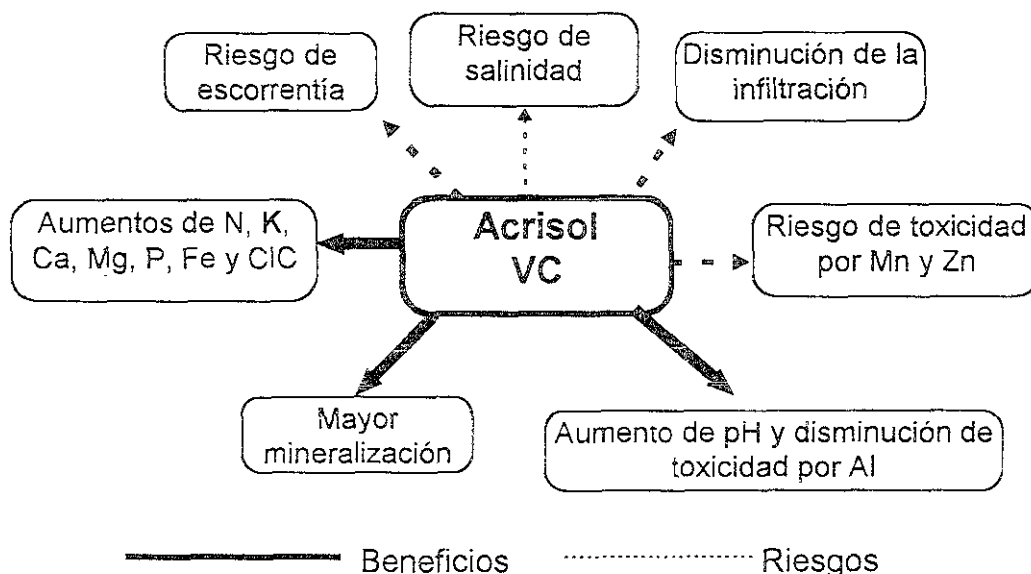 Riesgo de
escorrentía
Riesgo de
salinidad
Disminución de la
infiltración
Aumentos de N, K,
Ca, Mg, P, Fe y CIC
Acrisol
VC
Riesgo de toxicidad
por Mn y Zn
Mayor
mineralización
Aumento de pH y disminución de
toxicidad por Al
Beneficios
Riesgos